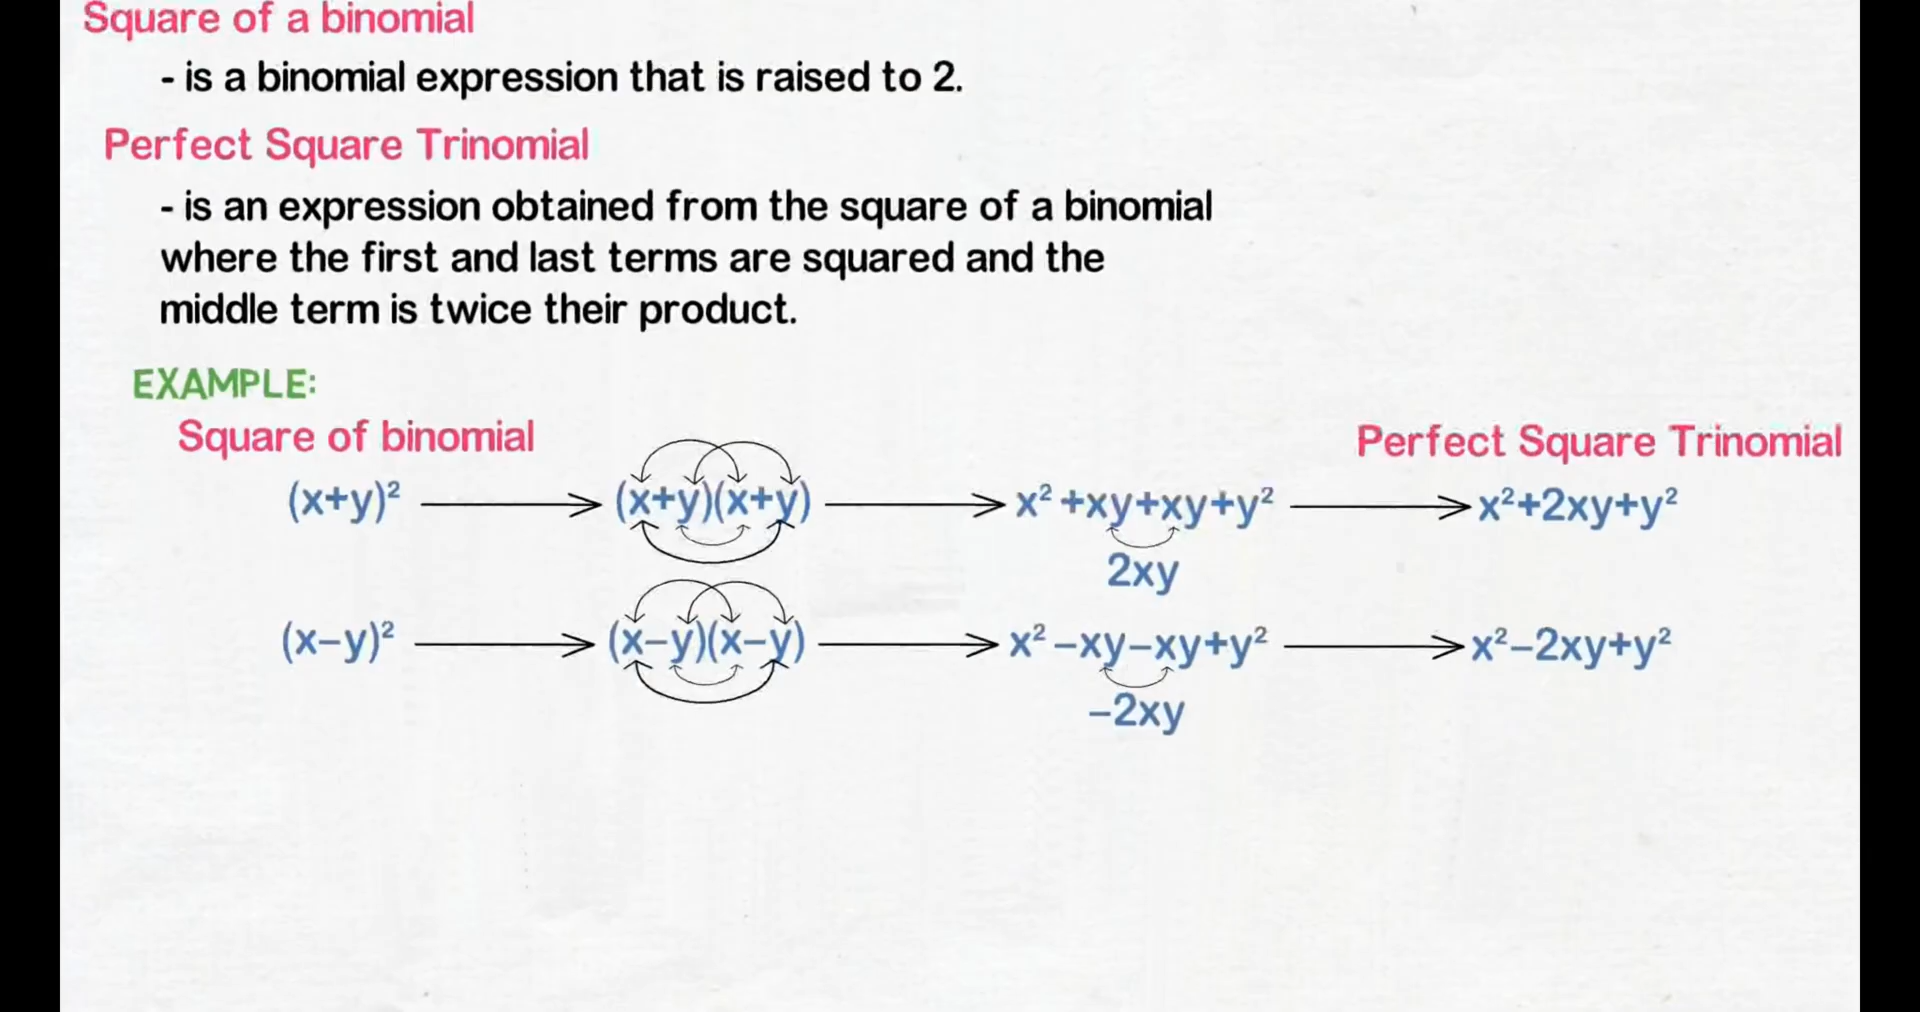 Square of a binomial
- is a binomial expression that is raised to 2.
Perfect Square Trinomial
- is an expression obtained from the square of a binomial
where the first and last terms are squared and the
middle term is twice their product.
EXAMPLE:
Square of binomial Perfect Square Trinomial
(x+y)² (x+y)(x+y) x²+xy+xy+y² x²+2xy+y²
2xy
(x−y)² (x−y)(x−y) x²−xy−xy+y² x²−2xy+y²
−2xy